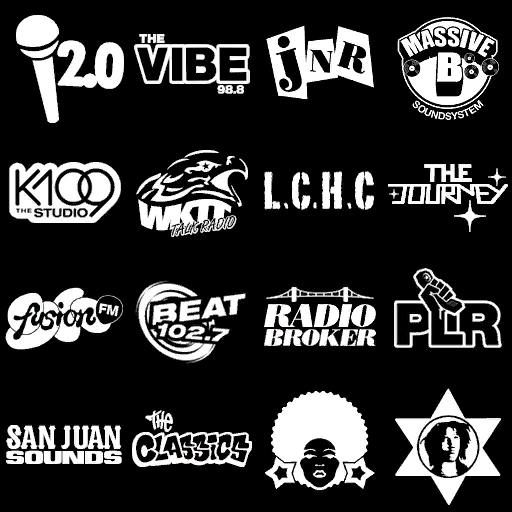 2.0
THE
VIBE
98.8
jNR
MASSIVE
B
SOUNDSYSTEM
K109
THE STUDIO
WKTT
TALK RADIO
L.C.H.C
THE
JOURNEY
fusion FM
BEAT
102.7
RADIO
BROKER
PLR
SAN JUAN
SOUNDS
the
CLASSICS